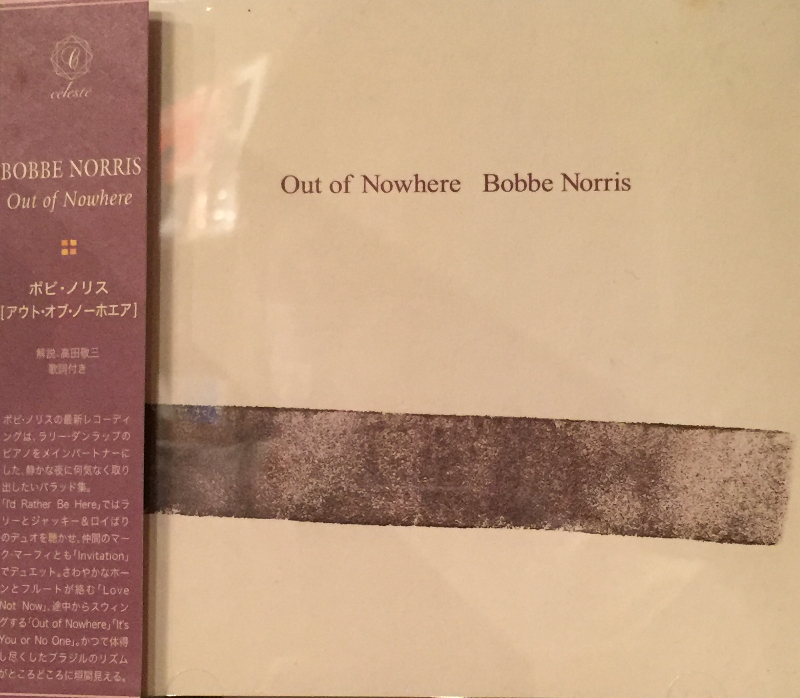 celeste
BOBBE NORRIS
Out of Nowhere
ボビ・ノリス
[アウト・オブ・ノーホエア]
解説:高田敬三
歌詞付き
ボビ・ノリスの最新レコーディ
ングは、ラリー・ダンラップの
ピアノをメインパートナーに
した、静かな夜に何気なく取り
出したいバラッド集。
「I'd Rather Be Here」ではラ
リーとジャッキー&ロイばり
のデュオを聴かせ、仲間のマー
ク・マーフィとも「Invitation」
でデュエット。さわやかなホー
ンとフルートが絡む「Love
Not Now」、途中からスウィン
グする「Out of Nowhere」「It's
You or No One」。かつて体得
し尽くしたブラジルのリズム
がところどころに垣間見える。
Out of Nowhere Bobbe Norris